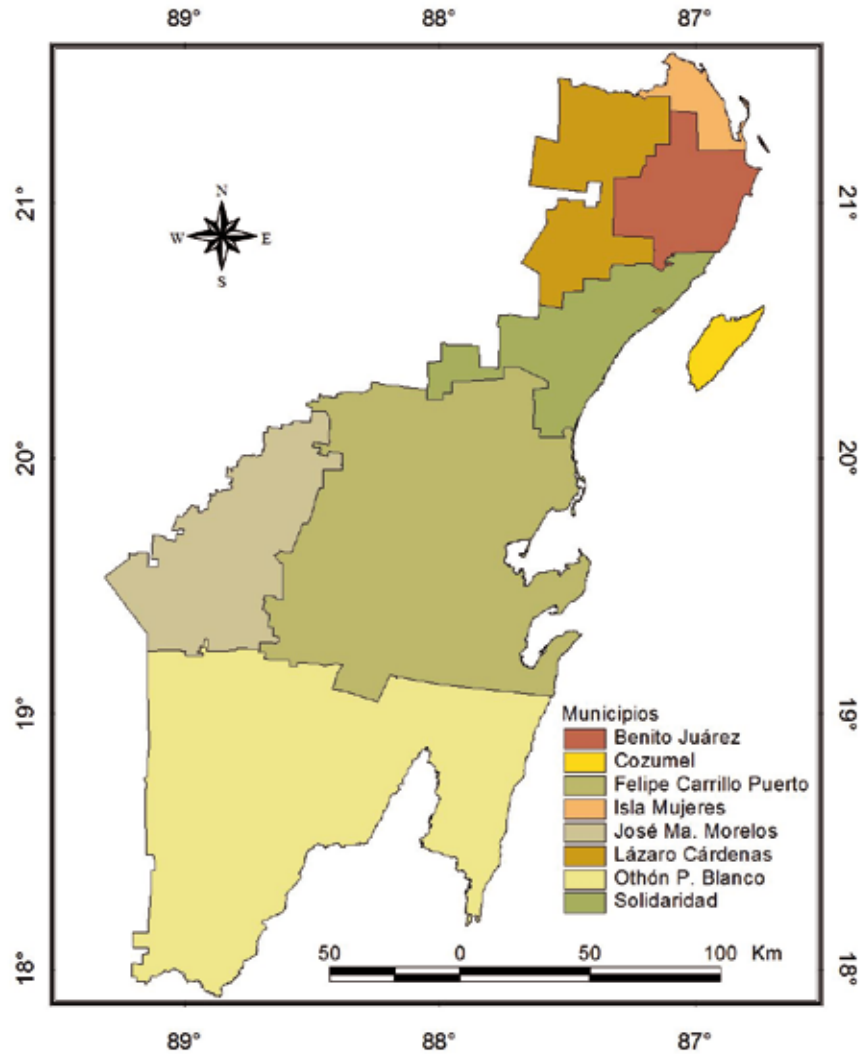 89° 88° 87°
N
W E
S
21° 21°
20° 20°
19° 19°
Municipios
Benito Juárez
Cozumel
Felipe Carrillo Puerto
Isla Mujeres
José Ma. Morelos
Lázaro Cárdenas
Othón P. Blanco
Solidaridad
50 0 50 100 Km
18° 18°
89° 88° 87°